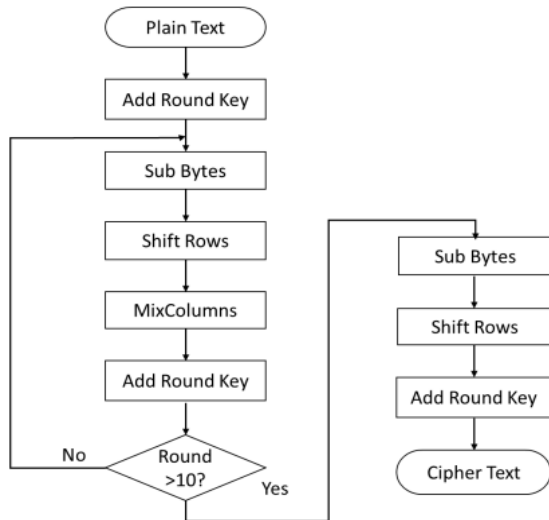 Plain Text
Add Round Key
Sub Bytes
Shift Rows
MixColumns
Add Round Key
Round
>10?
No
Yes
Sub Bytes
Shift Rows
Add Round Key
Cipher Text